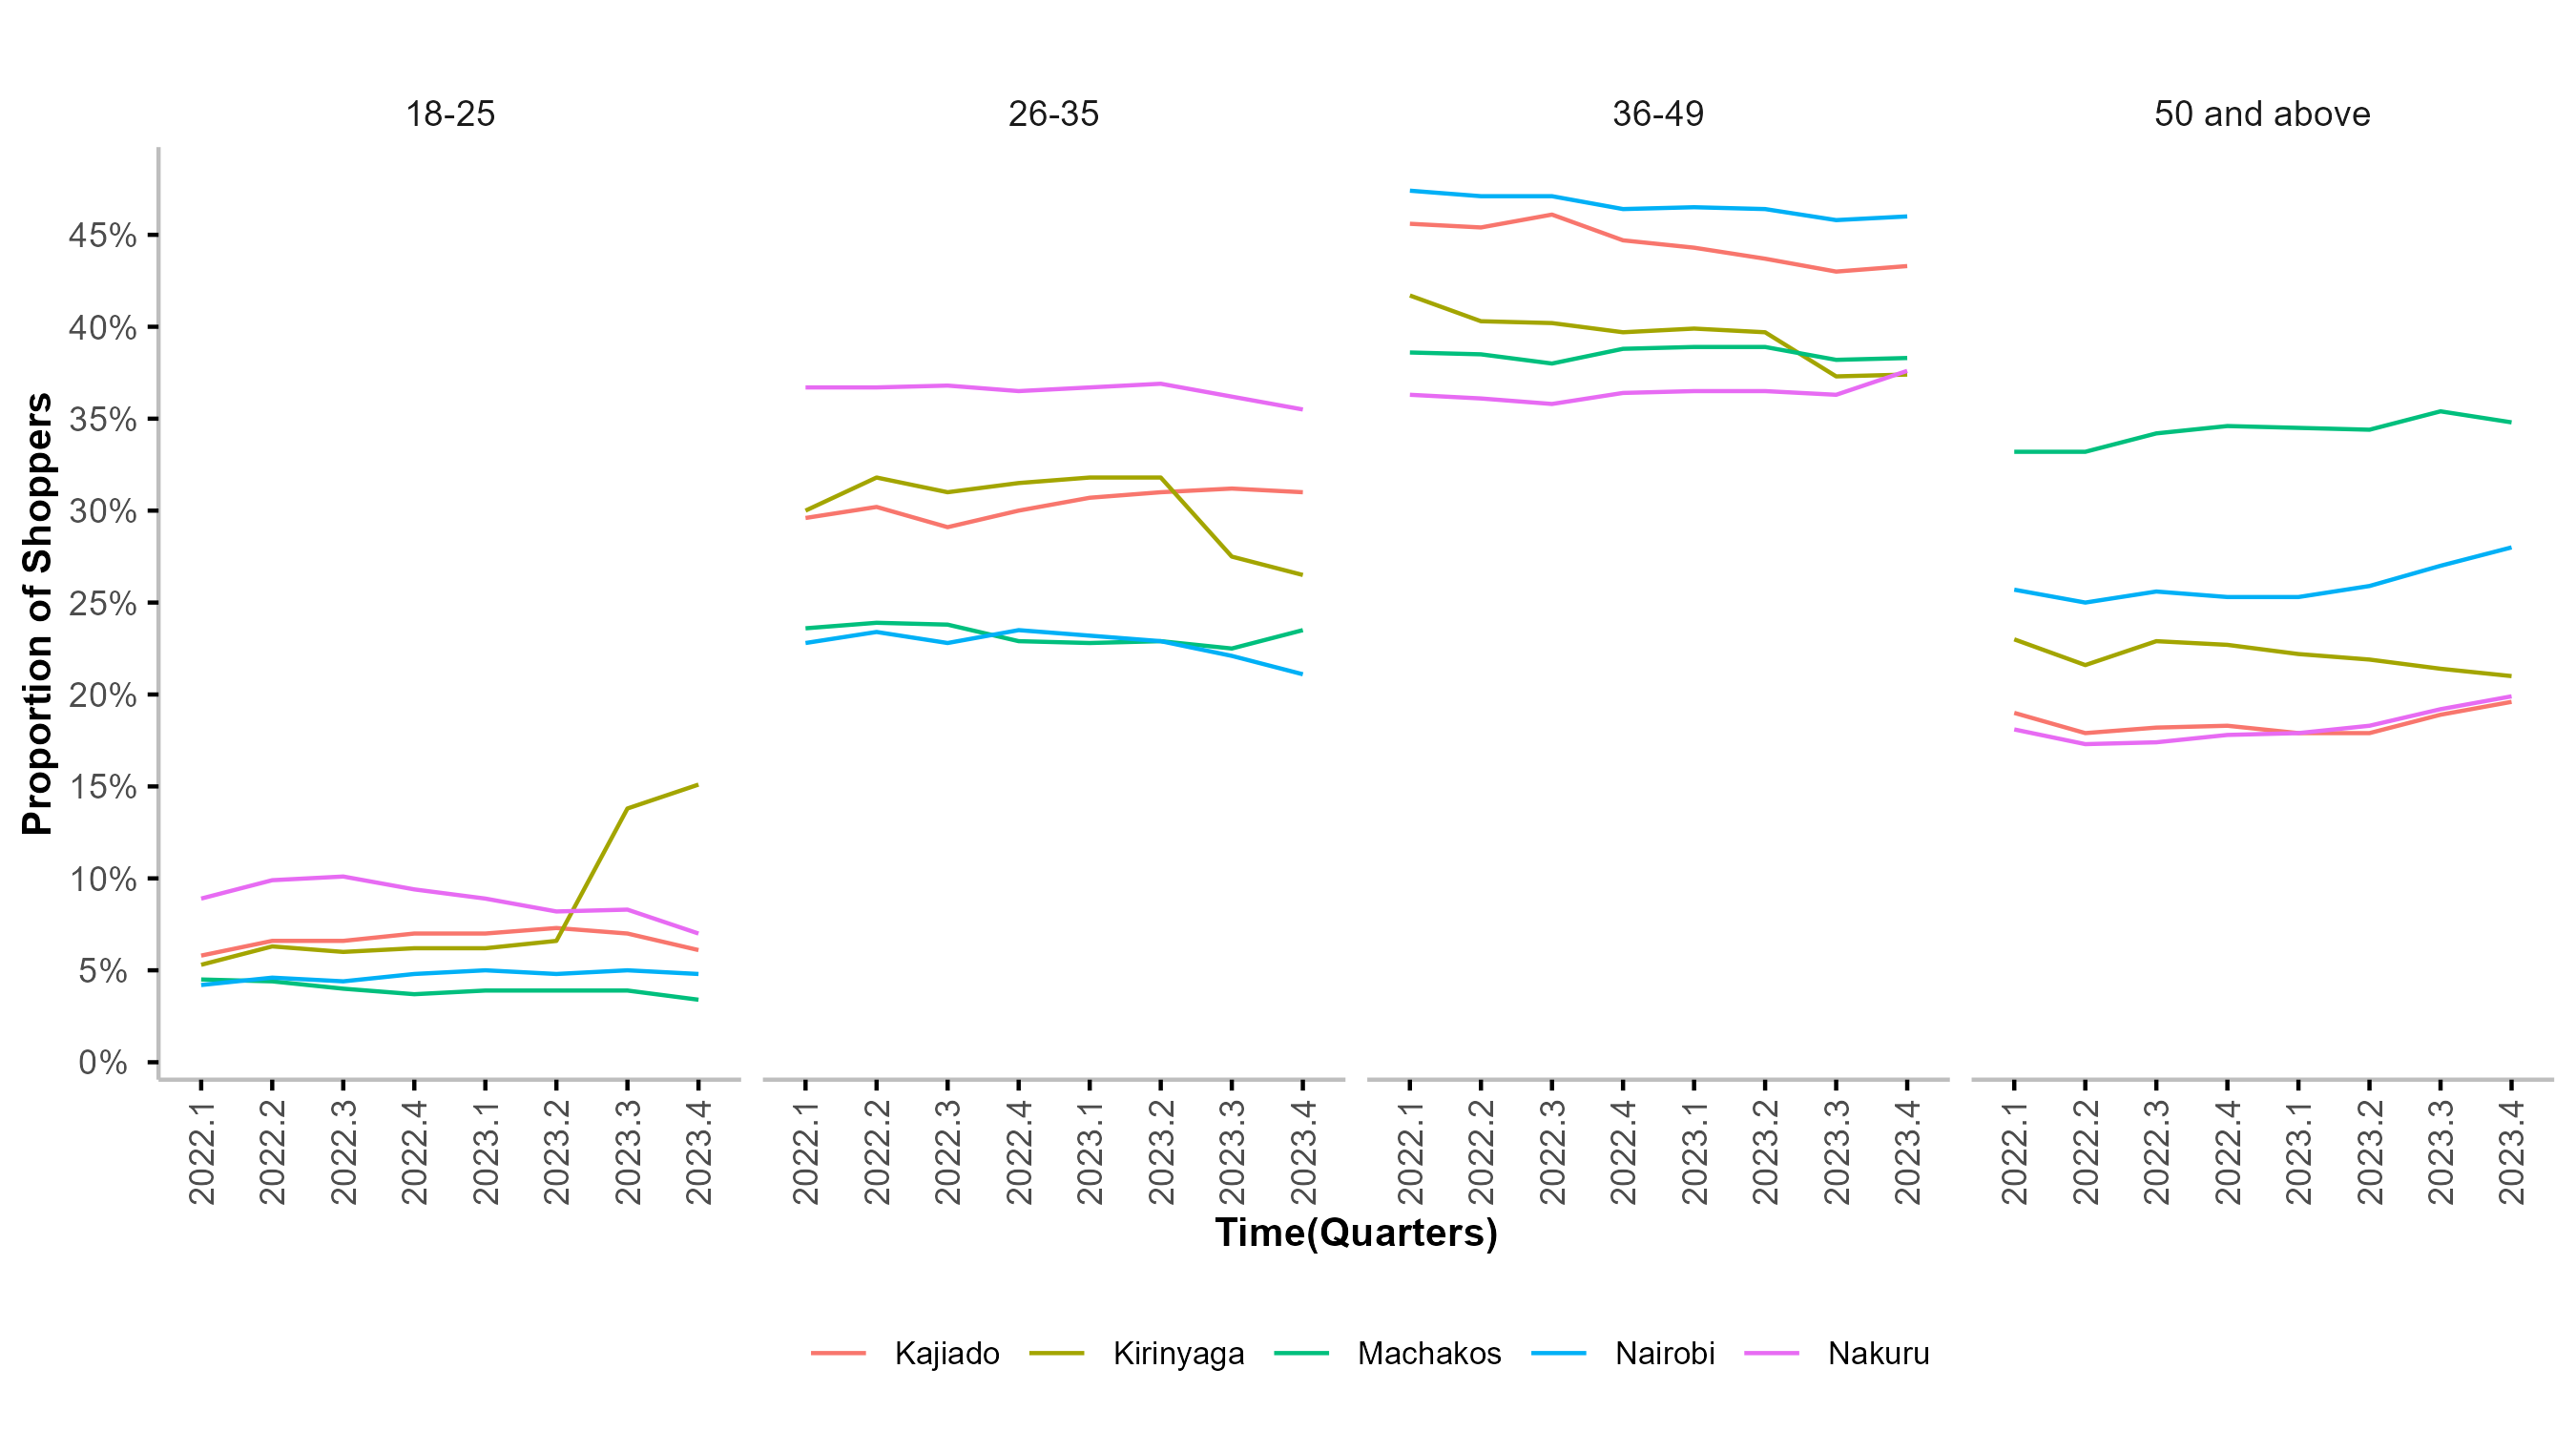 18-25 26-35 36-49 50 and above
Proportion of Shoppers
45%
40%
35%
30%
25%
20%
15%
10%
5%
0%
2022.1 2022.2 2022.3 2022.4 2023.1 2023.2 2023.3 2023.4 2022.1 2022.2 2022.3 2022.4 2023.1 2023.2 2023.3 2023.4 2022.1 2022.2 2022.3 2022.4 2023.1 2023.2 2023.3 2023.4 2022.1 2022.2 2022.3 2022.4 2023.1 2023.2 2023.3 2023.4
Time(Quarters)
Kajiado Kirinyaga Machakos Nairobi Nakuru